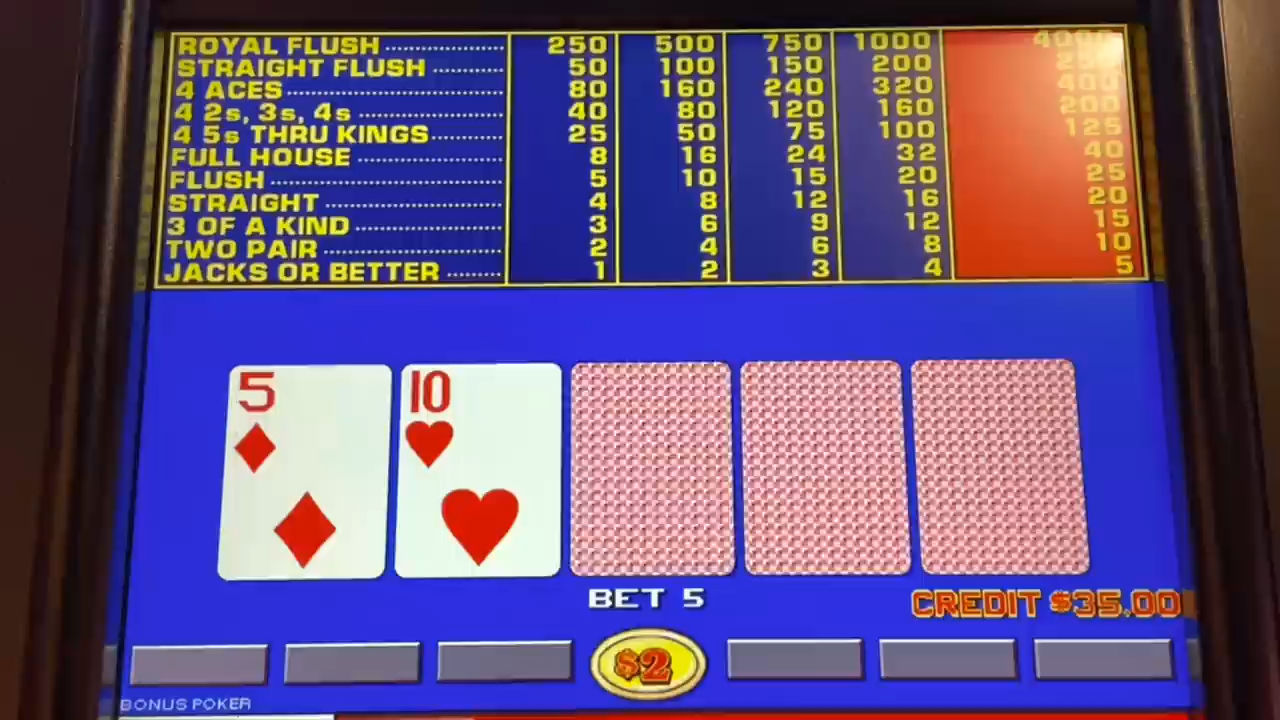 ROYAL FLUSH 250 500 750 1000 4000
STRAIGHT FLUSH 50 100 150 200 250
4 ACES 80 160 240 320 400
4 2s, 3s, 4s 40 80 120 160 200
4 5s THRU KINGS 25 50 75 100 125
FULL HOUSE 8 16 24 32 40
FLUSH 5 10 15 20 25
STRAIGHT 4 8 12 16 20
3 OF A KIND 3 6 9 12 15
TWO PAIR 2 4 6 8 10
JACKS OR BETTER 1 2 3 4 5
5 10
BET 5
CREDIT $35.00
$2
BONUS POKER